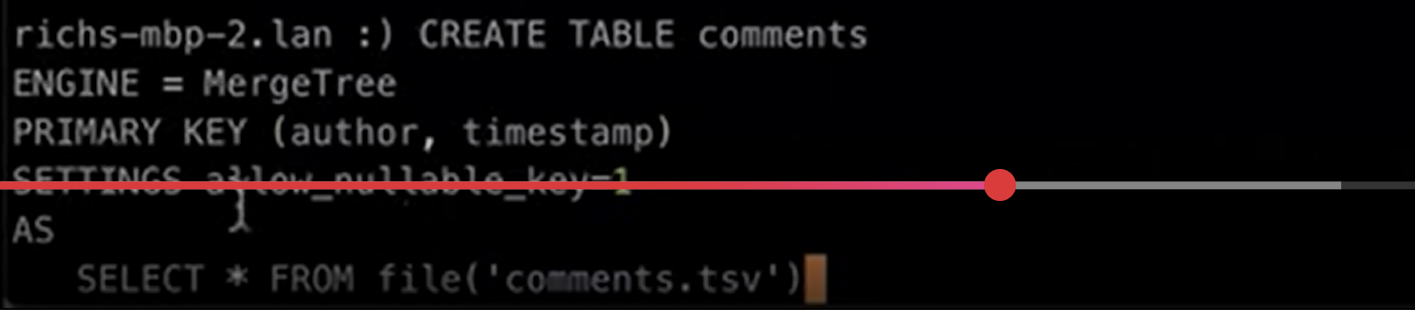 richs-mbp-2.lan :) CREATE TABLE comments
ENGINE = MergeTree
PRIMARY KEY (author, timestamp)
SETTINGS allow_nullable_key=1
AS
SELECT * FROM file('comments.tsv')